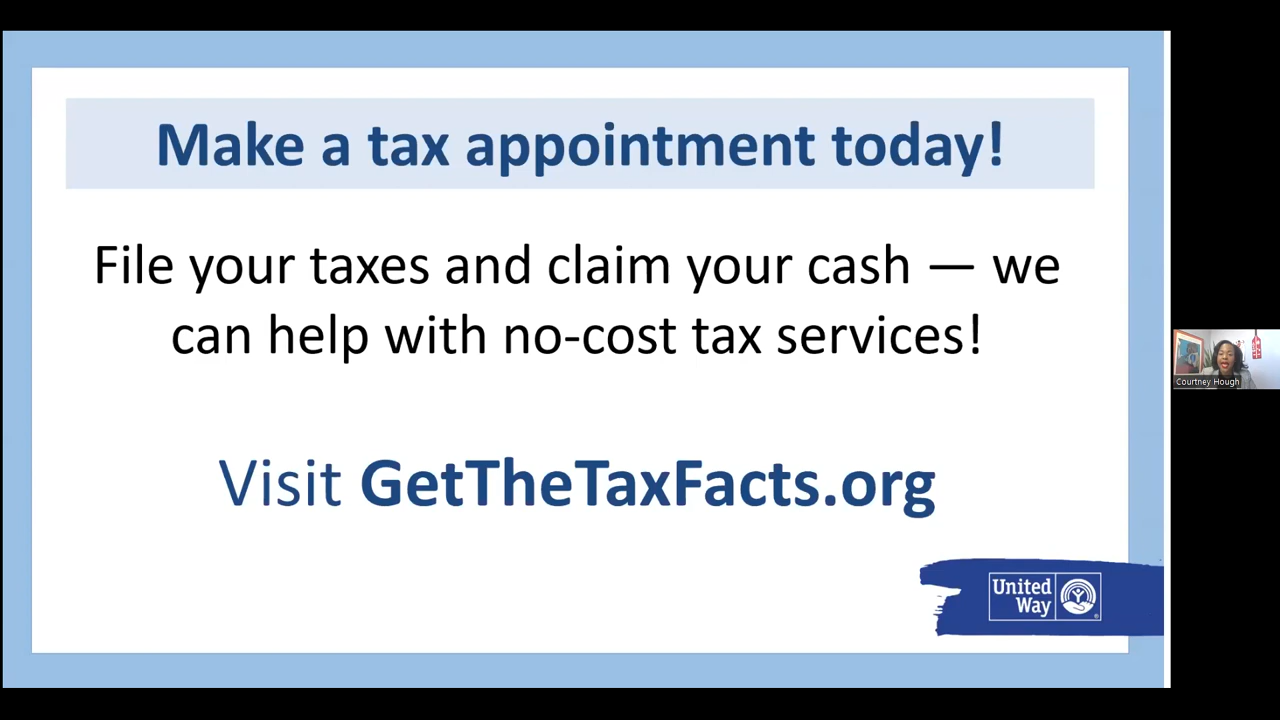 Make a tax appointment today!
File your taxes and claim your cash — we
can help with no-cost tax services!
Visit GetTheTaxFacts.org
United
Way
Courtney Hough